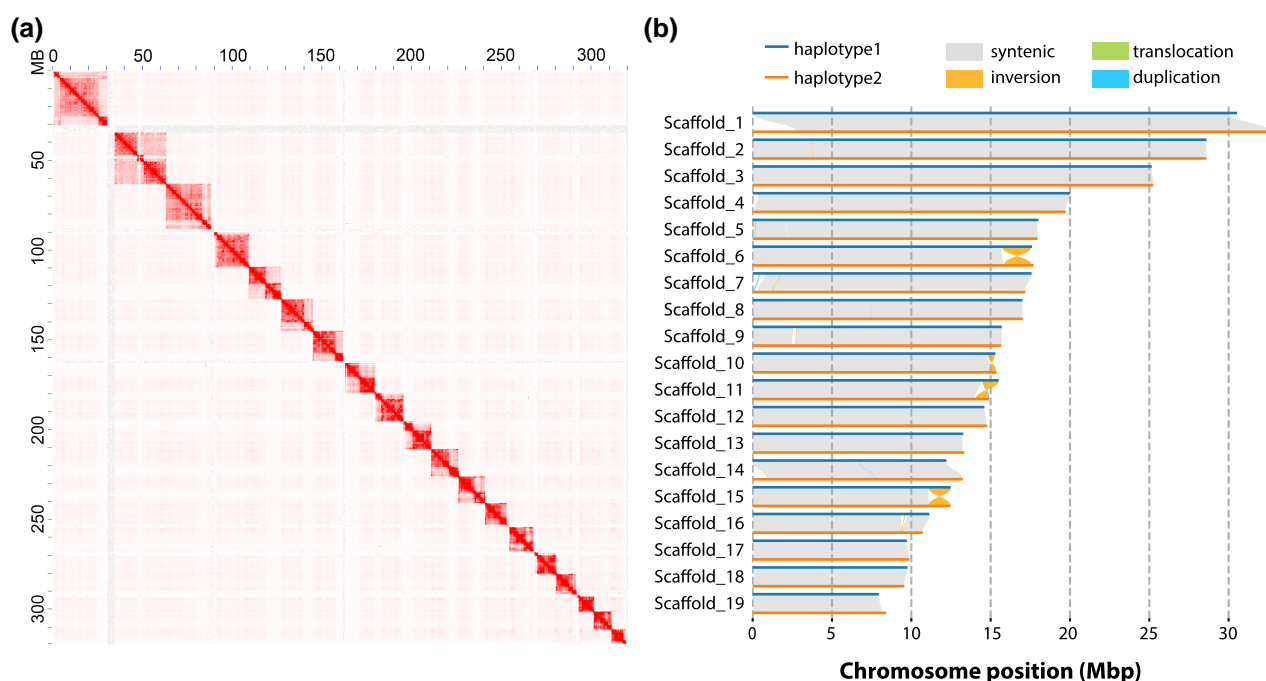 (a)
MB
0 50 100 150 200 250 300
50
100
150
200
250
300
(b)
haplotype1
haplotype2
syntenic
inversion
translocation
duplication
Scaffold_1
Scaffold_2
Scaffold_3
Scaffold_4
Scaffold_5
Scaffold_6
Scaffold_7
Scaffold_8
Scaffold_9
Scaffold_10
Scaffold_11
Scaffold_12
Scaffold_13
Scaffold_14
Scaffold_15
Scaffold_16
Scaffold_17
Scaffold_18
Scaffold_19
0 5 10 15 20 25 30
Chromosome position (Mbp)